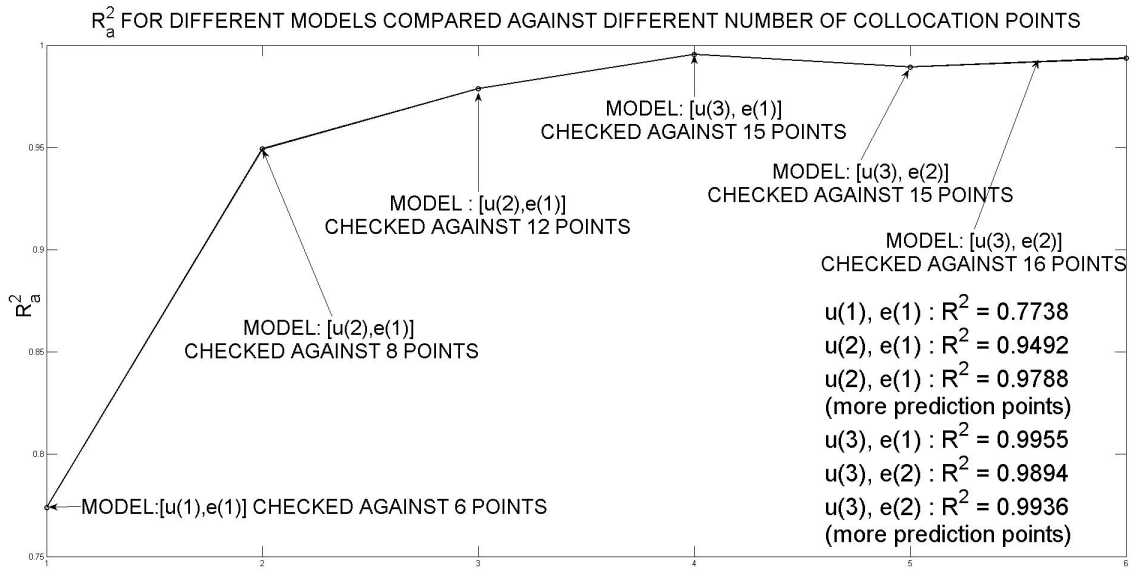 R²ₐ FOR DIFFERENT MODELS COMPARED AGAINST DIFFERENT NUMBER OF COLLOCATION POINTS
1
0.95
0.9
0.85
0.8
0.75
R²ₐ
MODEL: [u(3), e(1)]
CHECKED AGAINST 15 POINTS
MODEL: [u(3), e(2)]
CHECKED AGAINST 15 POINTS
MODEL : [u(2),e(1)]
CHECKED AGAINST 12 POINTS
MODEL: [u(3), e(2)]
CHECKED AGAINST 16 POINTS
MODEL: [u(2),e(1)]
CHECKED AGAINST 8 POINTS
MODEL:[u(1),e(1)] CHECKED AGAINST 6 POINTS
u(1), e(1) : R² = 0.7738
u(2), e(1) : R² = 0.9492
u(2), e(1) : R² = 0.9788
(more prediction points)
u(3), e(1) : R² = 0.9955
u(3), e(2) : R² = 0.9894
u(3), e(2) : R² = 0.9936
(more prediction points)
1 2 3 4 5 6